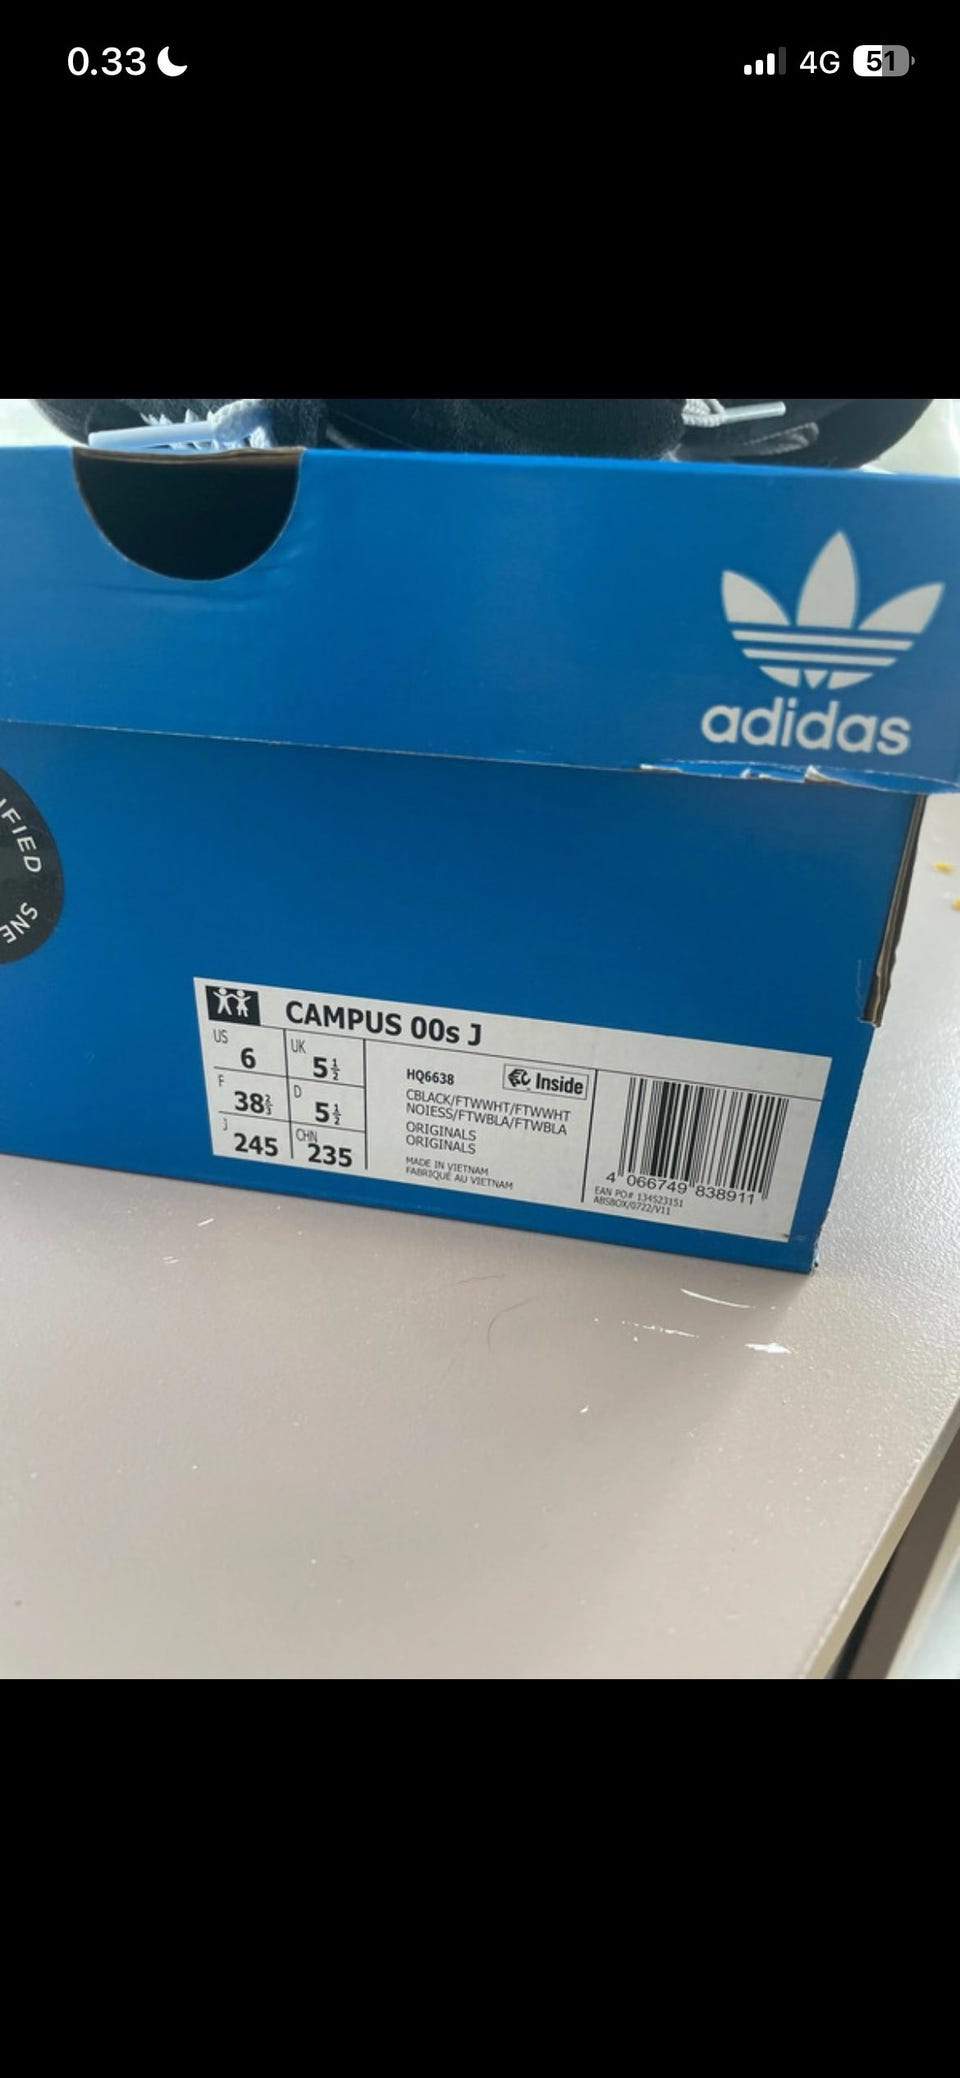 0.33
4G
51
adidas
IFIED
SNE
CAMPUS 00s J
US
6
UK
5½
F
38⅔
D
5½
J
245
CHN
235
HQ6638
Inside
CBLACK/FTWWHT/FTWWHT
NOIESS/FTWBLA/FTWBLA
ORIGINALS
ORIGINALS
MADE IN VIETNAM
FABRIQUÉ AU VIETNAM
4 066749 838911
EAN PO# 134523151
ABSBOX/0722/V11